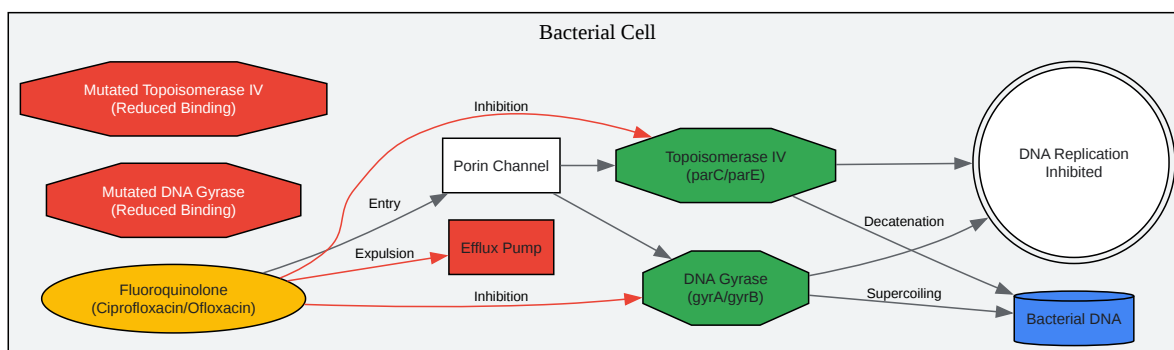 Bacterial Cell
Mutated Topoisomerase IV
(Reduced Binding)
Mutated DNA Gyrase
(Reduced Binding)
Fluoroquinolone
(Ciprofloxacin/Ofloxacin)
Entry
Expulsion
Inhibition
Inhibition
Porin Channel
Efflux Pump
Topoisomerase IV
(parC/parE)
DNA Gyrase
(gyrA/gyrB)
Decatenation
Supercoiling
DNA Replication
Inhibited
Bacterial DNA